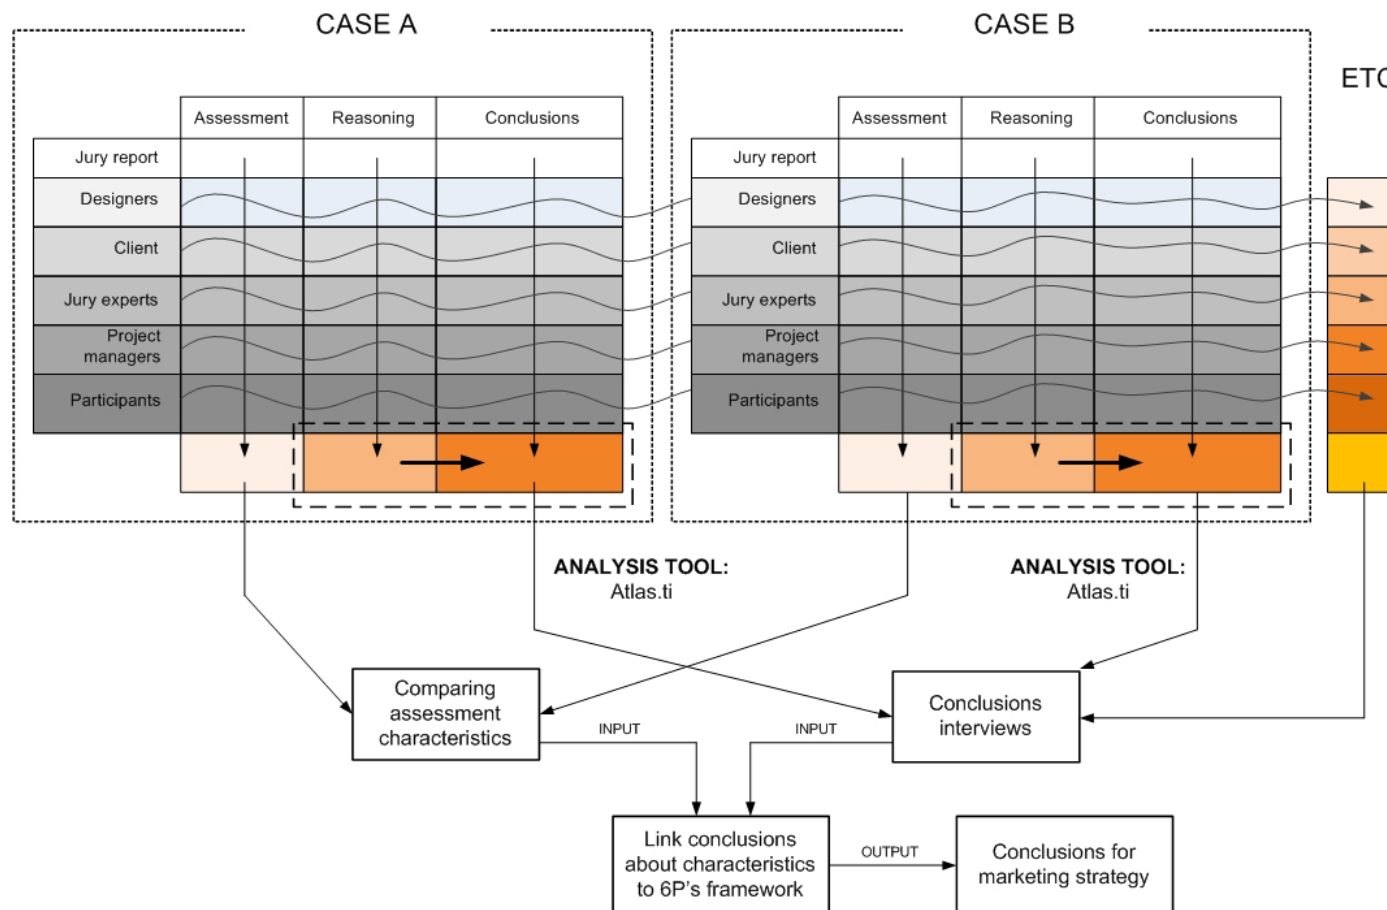 CASE A
CASE B
ETC
Assessment
Reasoning
Conclusions
Assessment
Reasoning
Conclusions
Jury report
Designers
Client
Jury experts
Project
managers
Participants
Jury report
Designers
Client
Jury experts
Project
managers
Participants
ANALYSIS TOOL:
Atlas.ti
ANALYSIS TOOL:
Atlas.ti
Comparing
assessment
characteristics
Conclusions
interviews
INPUT
INPUT
Link conclusions
about characteristics
to 6P's framework
OUTPUT
Conclusions for
marketing strategy